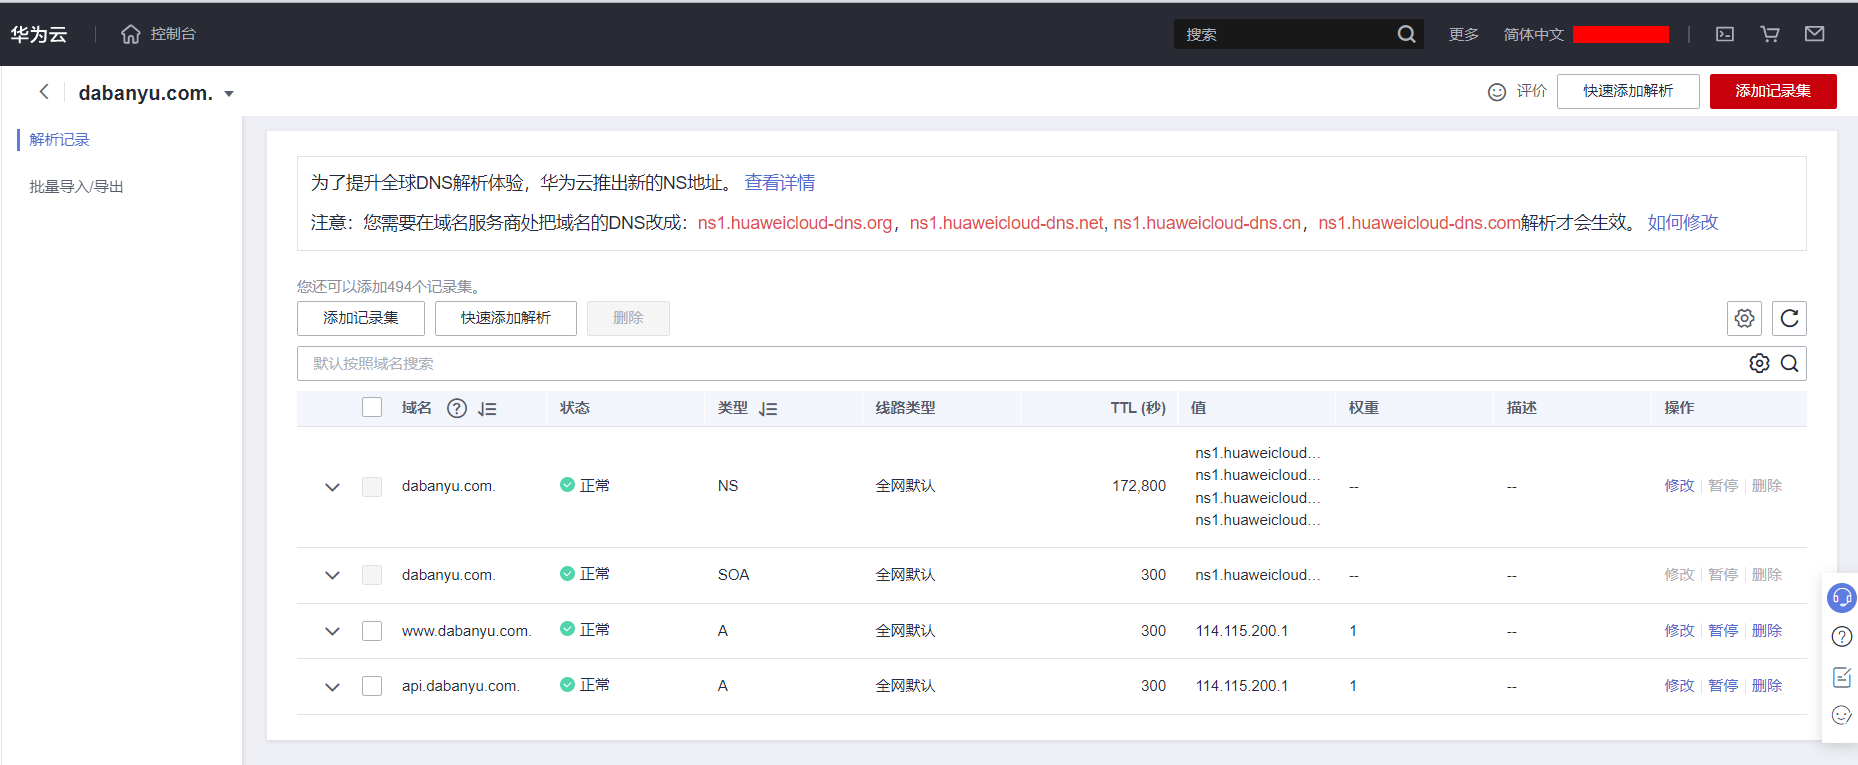 华为云 控制台 搜索 更多 简体中文
dabanyu.com. 评价 快速添加解析 添加记录集
解析记录
批量导入/导出
为了提升全球DNS解析体验，华为云推出新的NS地址。 查看详情
注意：您需要在域名服务商处把域名的DNS改成：ns1.huaweicloud-dns.org，ns1.huaweicloud-dns.net, ns1.huaweicloud-dns.cn，ns1.huaweicloud-dns.com解析才会生效。 如何修改
您还可以添加494个记录集。
添加记录集 快速添加解析 删除
默认按照域名搜索
域名 状态 类型 线路类型 TTL (秒) 值 权重 描述 操作
ns1.huaweicloud...
ns1.huaweicloud...
dabanyu.com. 正常 NS 全网默认 172,800 -- -- 修改 暂停 删除
ns1.huaweicloud...
ns1.huaweicloud...
dabanyu.com. 正常 SOA 全网默认 300 ns1.huaweicloud... -- -- 修改 暂停 删除
www.dabanyu.com. 正常 A 全网默认 300 114.115.200.1 1 -- 修改 暂停 删除
api.dabanyu.com. 正常 A 全网默认 300 114.115.200.1 1 -- 修改 暂停 删除